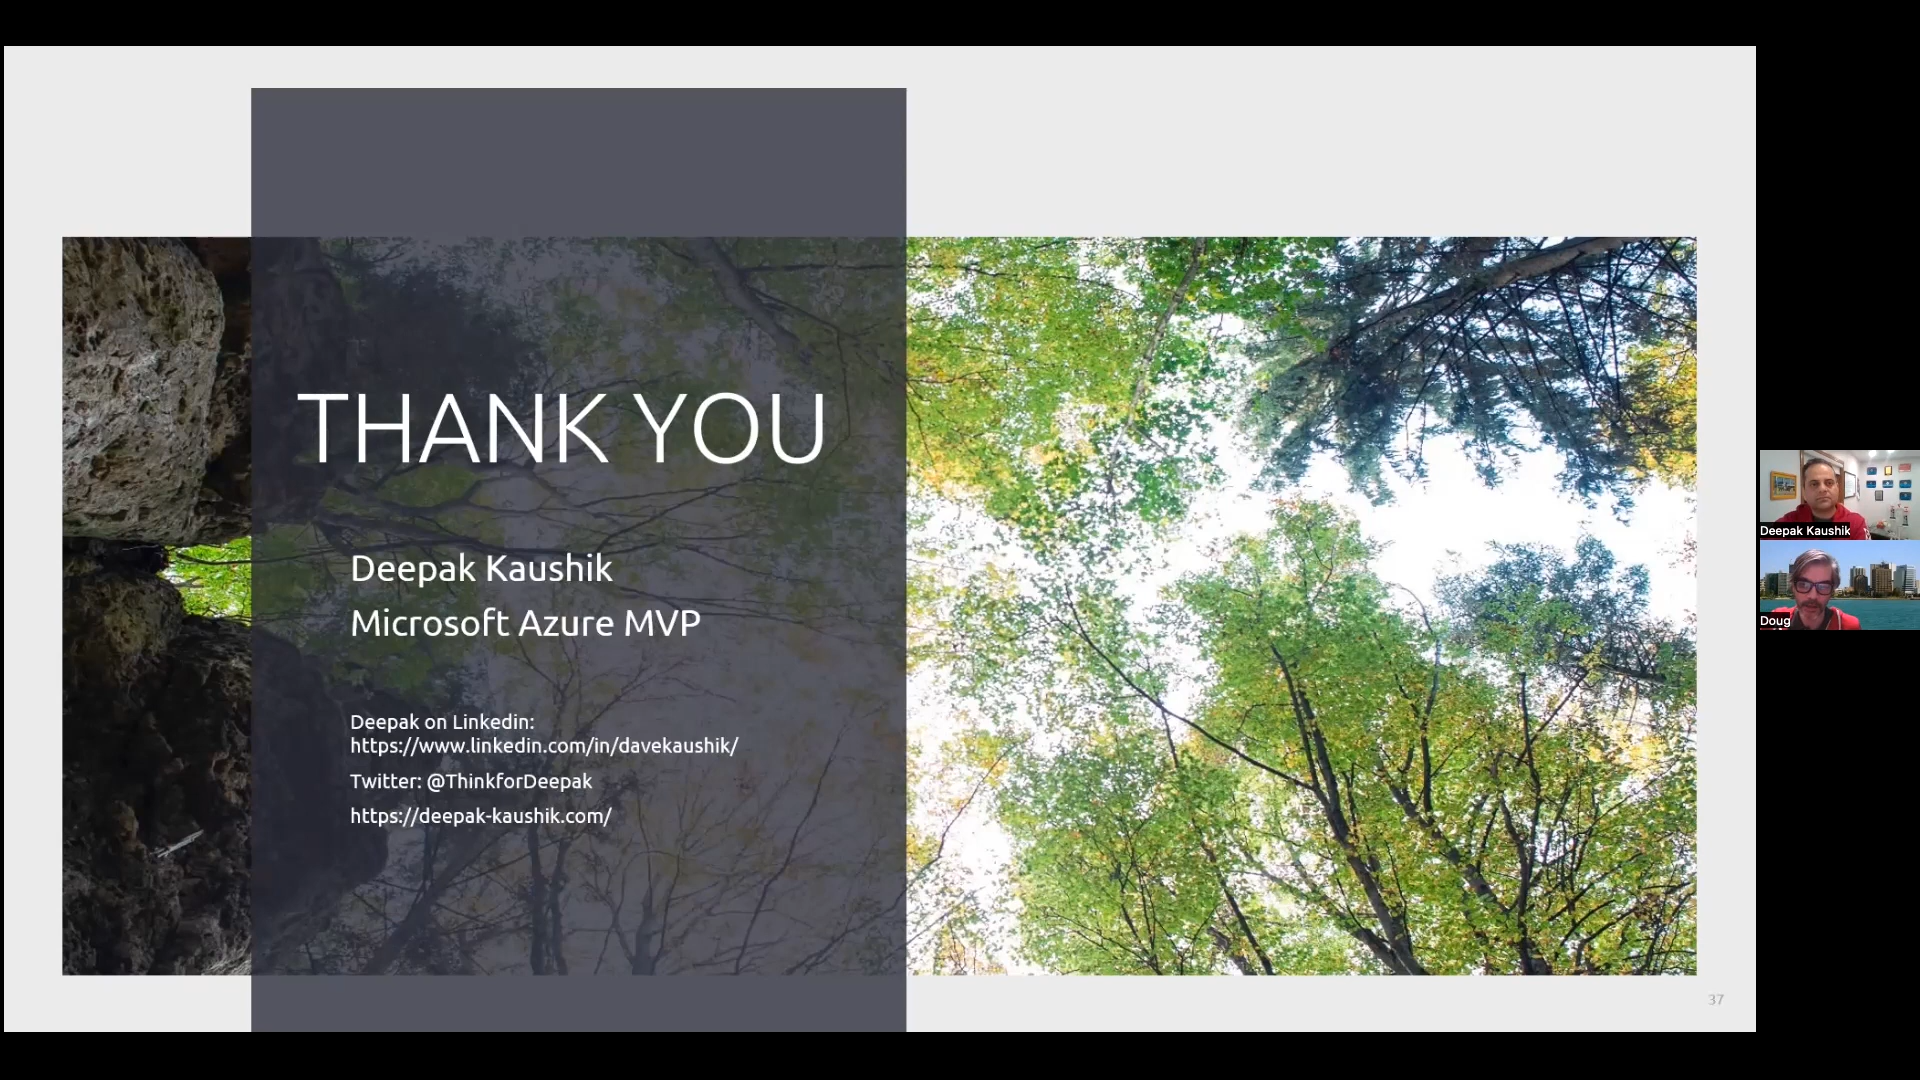 THANK YOU
Deepak Kaushik
Microsoft Azure MVP
Deepak on Linkedin:
https://www.linkedin.com/in/davekaushik/
Twitter: @ThinkforDeepak
https://deepak-kaushik.com/
37
Deepak Kaushik
Doug